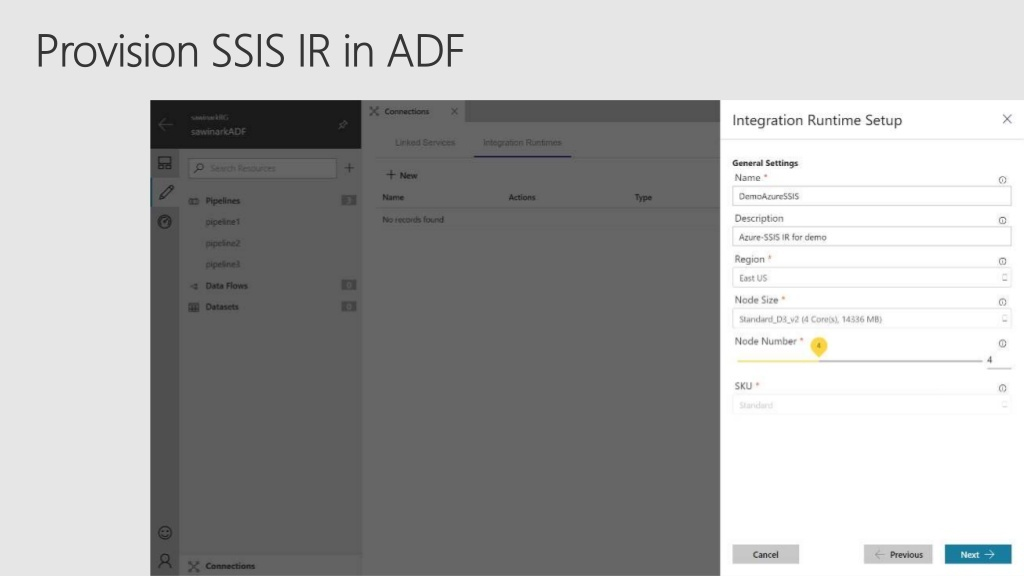 Provision SSIS IR in ADF
sawinarkRG
sawinarkADF
Search Resources
Pipelines
pipeline1
pipeline2
pipeline3
Data Flows
0
Datasets
0
Connections
Connections
Linked Services Integration Runtimes
New
Name Actions Type
No records found
Integration Runtime Setup
General Settings
Name *
DemoAzureSSIS
Description
Azure-SSIS IR for demo
Region *
East US
Node Size *
Standard_D3_v2 (4 Core(s), 14336 MB)
Node Number *
4
4
SKU *
Standard
Cancel Previous Next